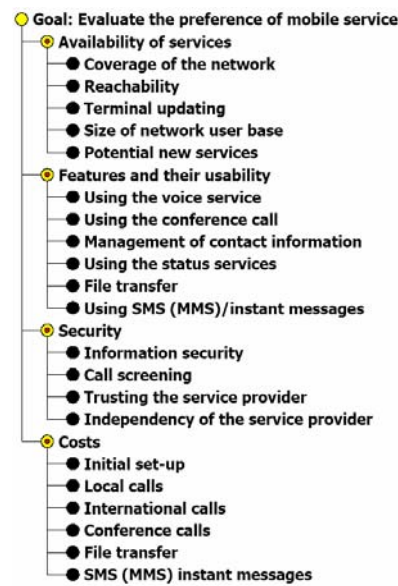 Goal: Evaluate the preference of mobile service
Availability of services
Coverage of the network
Reachability
Terminal updating
Size of network user base
Potential new services
Features and their usability
Using the voice service
Using the conference call
Management of contact information
Using the status services
File transfer
Using SMS (MMS)/instant messages
Security
Information security
Call screening
Trusting the service provider
Independency of the service provider
Costs
Initial set-up
Local calls
International calls
Conference calls
File transfer
SMS (MMS) instant messages